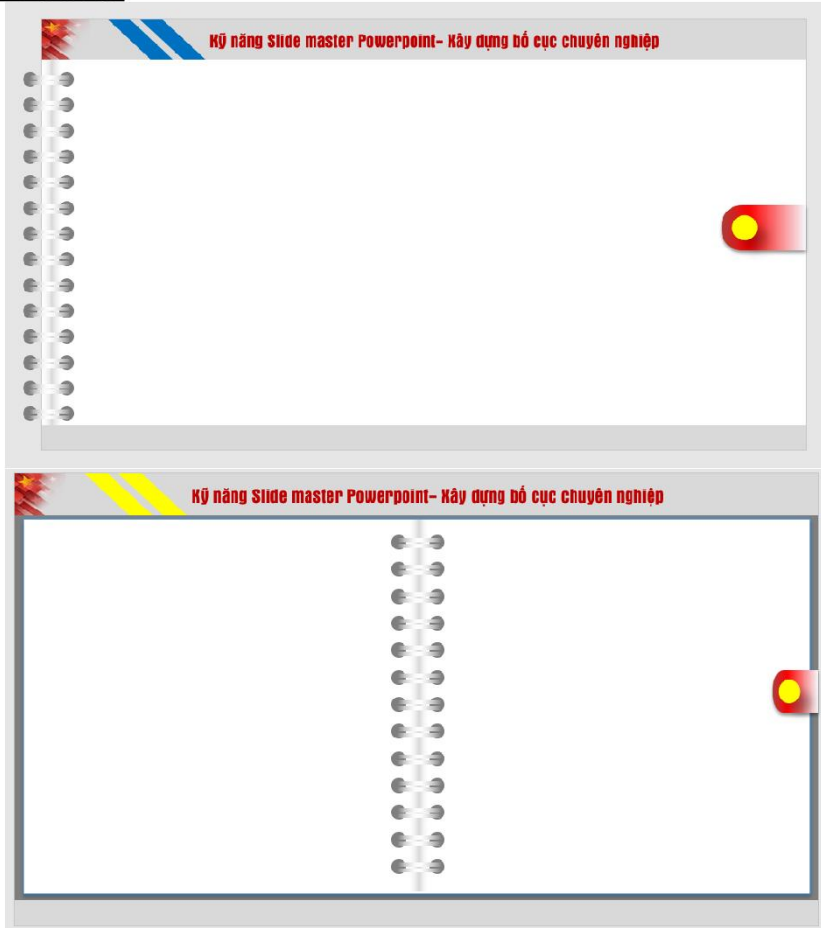 Kỹ năng Slide master Powerpoint- Xây dựng bố cục chuyên nghiệp
Kỹ năng Slide master Powerpoint- Xây dựng bố cục chuyên nghiệp